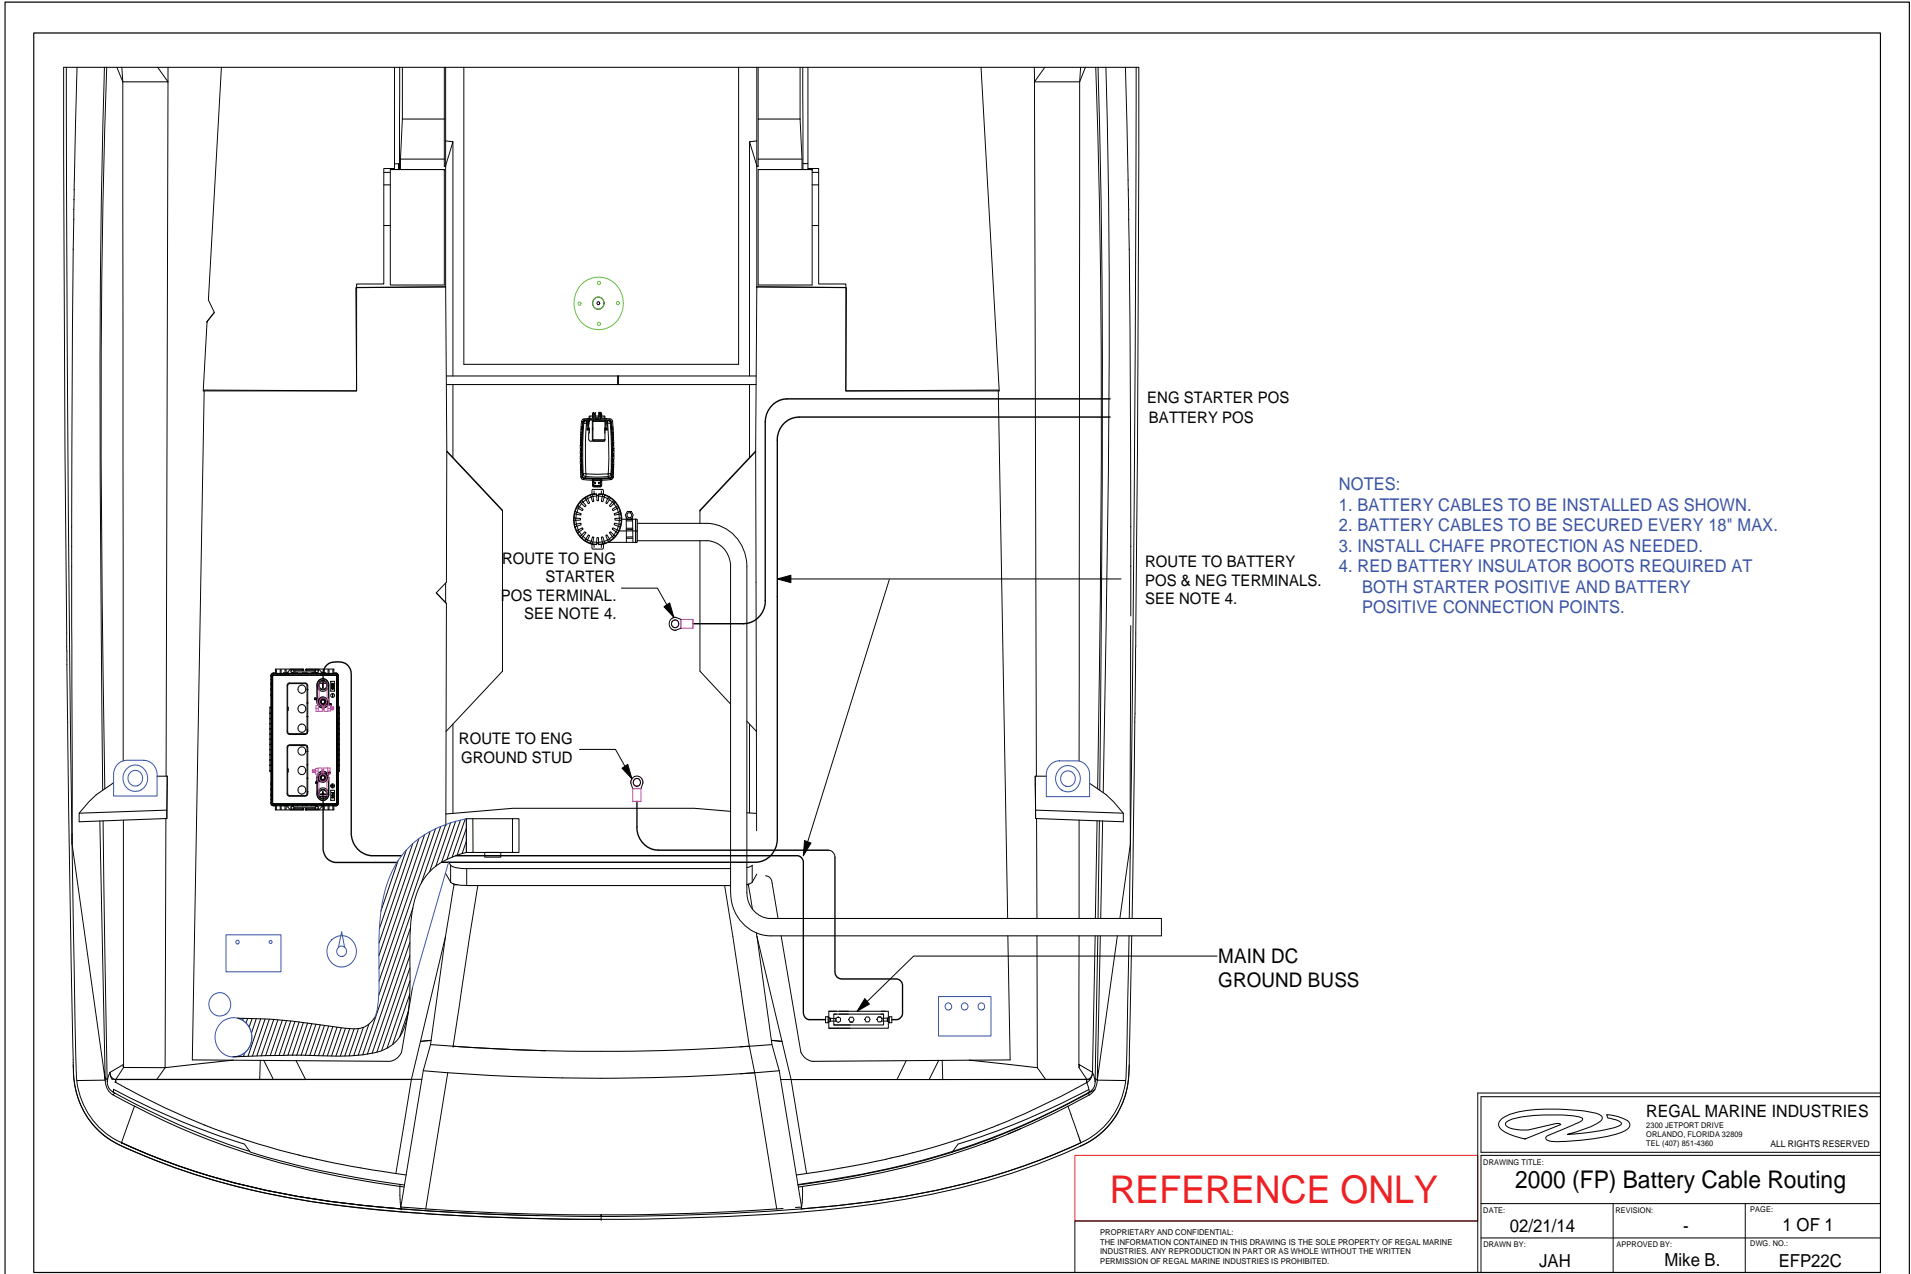 ENG STARTER POS
BATTERY POS
NOTES:
1. BATTERY CABLES TO BE INSTALLED AS SHOWN.
2. BATTERY CABLES TO BE SECURED EVERY 18" MAX.
3. INSTALL CHAFE PROTECTION AS NEEDED.
4. RED BATTERY INSULATOR BOOTS REQUIRED AT
BOTH STARTER POSITIVE AND BATTERY
POSITIVE CONNECTION POINTS.
ROUTE TO ENG
STARTER
POS TERMINAL.
SEE NOTE 4.
ROUTE TO BATTERY
POS & NEG TERMINALS.
SEE NOTE 4.
ROUTE TO ENG
GROUND STUD
MAIN DC
GROUND BUSS
REGAL MARINE INDUSTRIES
2300 JETPORT DRIVE
ORLANDO, FLORIDA 32809
TEL (407) 851-4360
ALL RIGHTS RESERVED
REFERENCE ONLY
PROPRIETARY AND CONFIDENTIAL:
THE INFORMATION CONTAINED IN THIS DRAWING IS THE SOLE PROPERTY OF REGAL MARINE
INDUSTRIES. ANY REPRODUCTION IN PART OR AS WHOLE WITHOUT THE WRITTEN
PERMISSION OF REGAL MARINE INDUSTRIES IS PROHIBITED.
DRAWING TITLE:
2000 (FP) Battery Cable Routing
DATE:
02/21/14
REVISION:
-
PAGE:
1 OF 1
DRAWN BY:
JAH
APPROVED BY:
Mike B.
DWG. NO.:
EFP22C